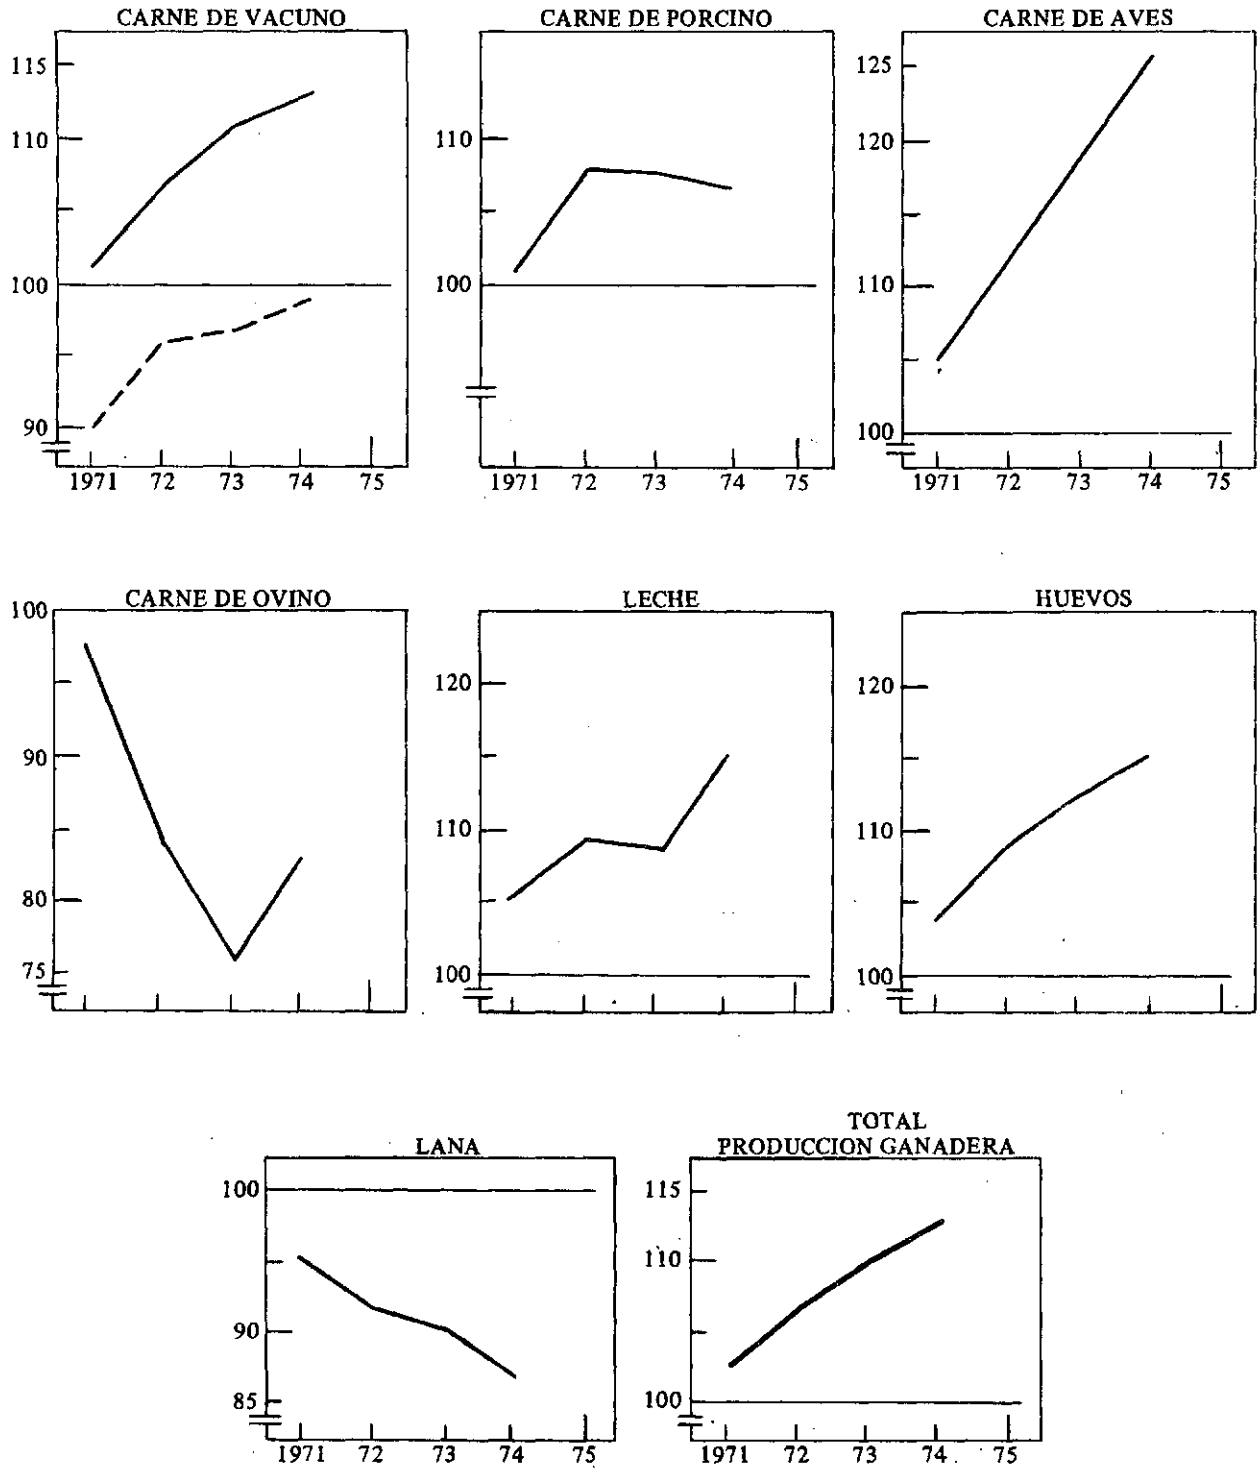 CARNE DE VACUNO
115
110
105
100
90
1971 72 73 74 75
CARNE DE PORCINO
110
100
1971 72 73 74 75
CARNE DE AVES
125
120
110
100
1971 72 73 74 75
CARNE DE OVINO
100
90
80
75
LECHE
120
110
100
HUEVOS
120
110
100
LANA
100
90
85
1971 72 73 74 75
TOTAL
PRODUCCION GANADERA
115
110
100
1971 72 73 74 75